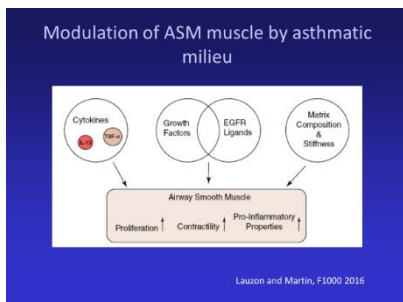 Modulation of ASM muscle by asthmatic
milieu
Cytokines
IL-13
TNF-α
Growth
Factors
EGFR
Ligands
Matrix
Composition
&
Stiffness
Airway Smooth Muscle
Proliferation
Contractility
Pro-Inflammatory
Properties
Lauzon and Martin, F1000 2016